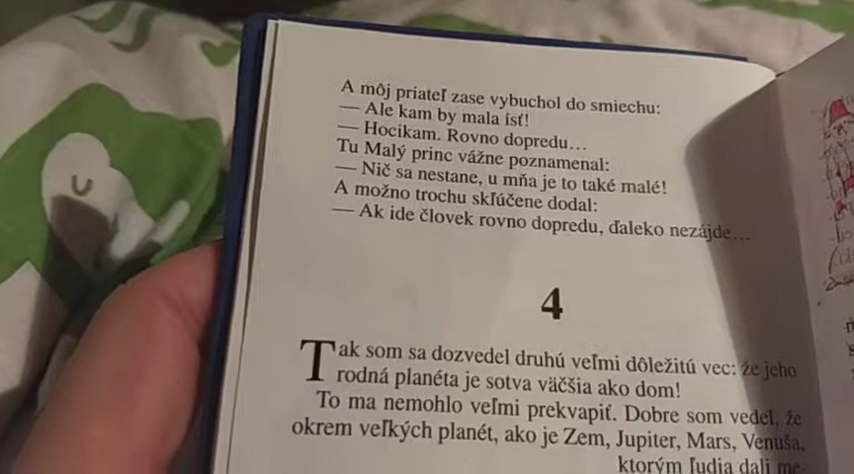 A môj priateľ zase vybuchol do smiechu:
— Ale kam by mala ísť!
— Hocikam. Rovno dopredu…
Tu Malý princ vážne poznamenal:
— Nič sa nestane, u mňa je to také malé!
A možno trochu skľúčene dodal:
— Ak ide človek rovno dopredu, ďaleko nezájde…
4
Tak som sa dozvedel druhú veľmi dôležitú vec: že jeho
rodná planéta je sotva väčšia ako dom!
To ma nemohlo veľmi prekvapiť. Dobre som vedel, že
okrem veľkých planét, ako je Zem, Jupiter, Mars, Venuša,
ktorým ľudia dali me-